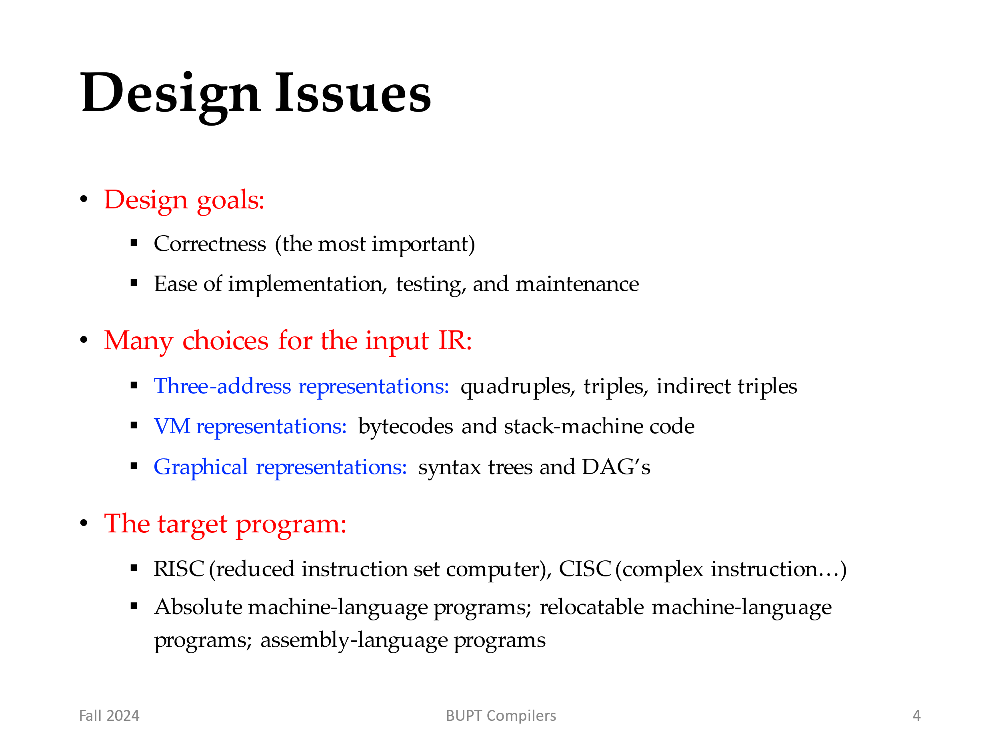 Design Issues
• Design goals:
▪ Correctness (the most important)
▪ Ease of implementation, testing, and maintenance
• Many choices for the input IR:
▪ Three-address representations: quadruples, triples, indirect triples
▪ VM representations: bytecodes and stack-machine code
▪ Graphical representations: syntax trees and DAG’s
• The target program:
▪ RISC (reduced instruction set computer), CISC (complex instruction…)
▪ Absolute machine-language programs; relocatable machine-language
programs; assembly-language programs
Fall 2024
BUPT Compilers
4